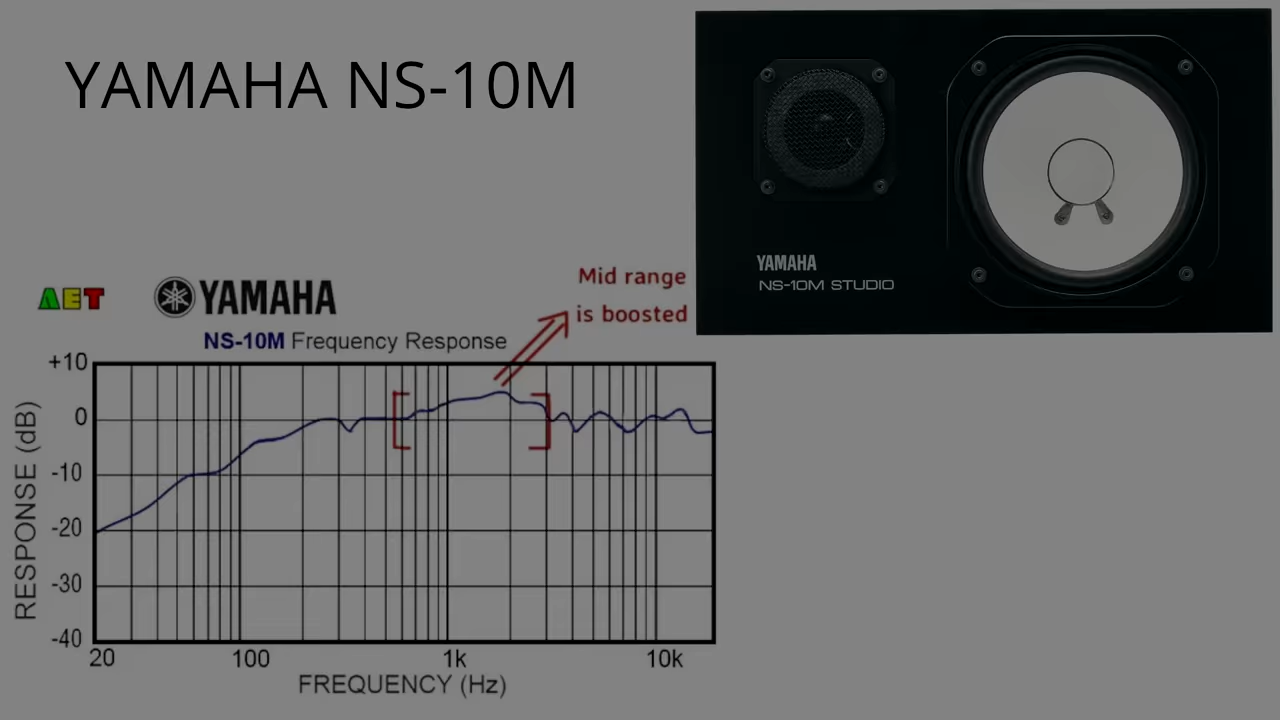 YAMAHA NS-10M
YAMAHA
NS-10M STUDIO
Mid range
is boosted
AET
YAMAHA
NS-10M Frequency Response
RESPONSE (dB)
+10
0
-10
-20
-30
-40
20 100 1k 10k
FREQUENCY (Hz)